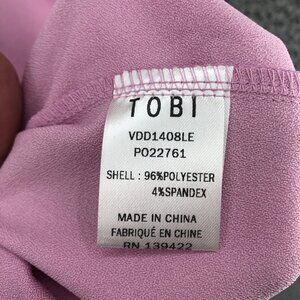 TOBI
VDD1408LE
PO22761
SHELL : 96%POLYESTER
4%SPANDEX
MADE IN CHINA
FABRIQUÉ EN CHINE
RN 139422